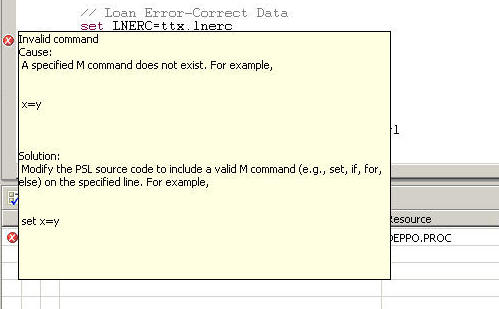 // Loan Error-Correct Data
set LNERC=ttx.lnerc
Invalid command
Cause:
A specified M command does not exist. For example,
x=y
Solution:
Modify the PSL source code to include a valid M command (e.g., set, if, for,
else) on the specified line. For example,
set x=y
Resource
DEPPO.PROC